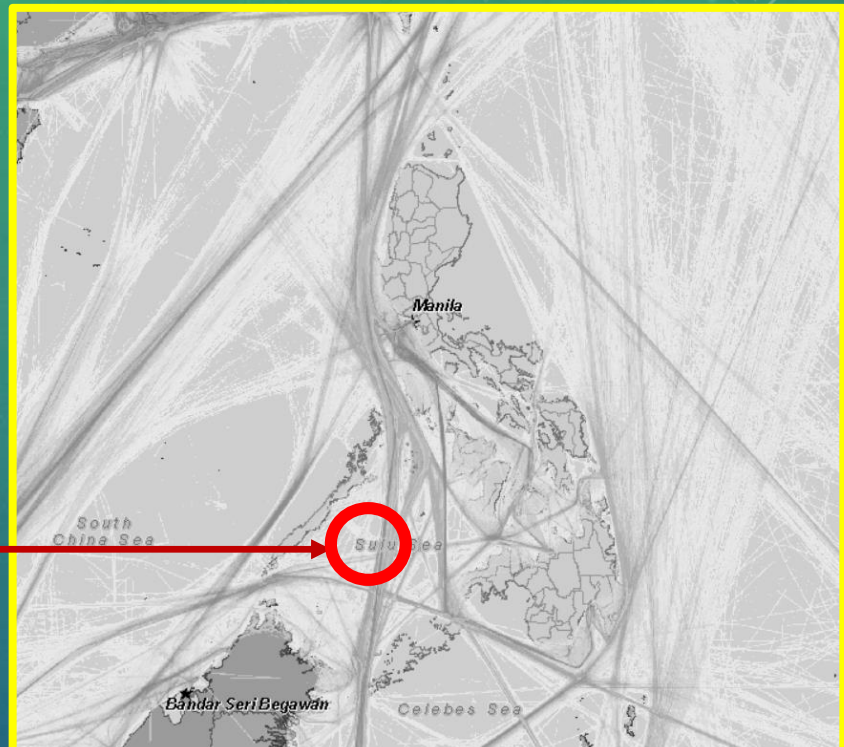 Manila
South
China Sea
Sulu Sea
Bandar Seri Begawan
Celebes Sea